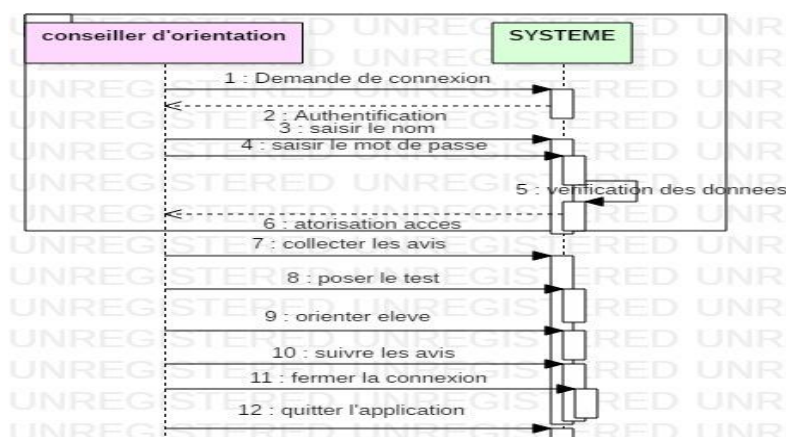 conseiller d'orientation
SYSTEME
1 : Demande de connexion
2 : Authentification
3 : saisir le nom
4 : saisir le mot de passe
5 : verification des donnees
6 : atorisation acces
7 : collecter les avis
8 : poser le test
9 : orienter eleve
10 : suivre les avis
11 : fermer la connexion
12 : quitter l'application
UNREGISTERED